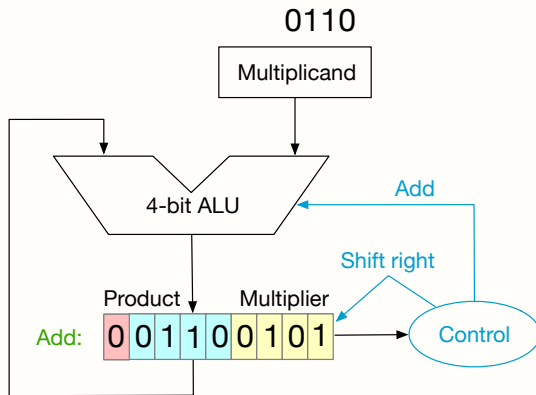 0110
Multiplicand
4-bit ALU
Add
Shift right
Product Multiplier
Add: 0 0 1 1 0 0 1 0 1
Control